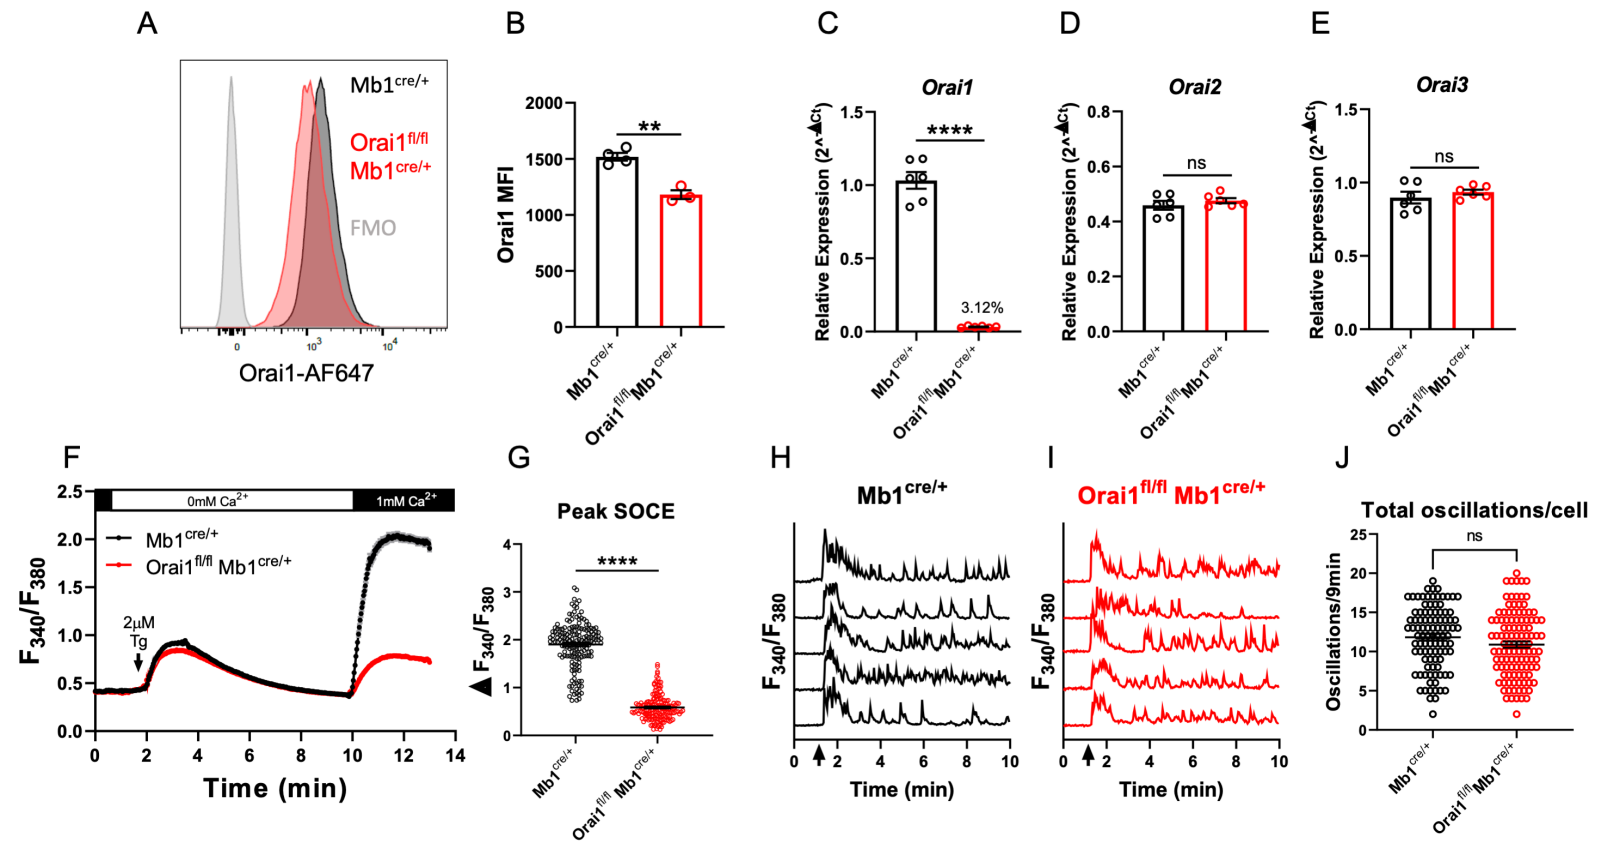 A
Mb1cre/+
Orai1fl/fl
Mb1cre/+
FMO
0 10³ 10⁴
Orai1-AF647
B
Orai1 MFI
2000
1500
1000
500
0
**
Mb1cre/+
Orai1fl/flMb1cre/+
C
Orai1
Relative Expression (2^-▲Ct)
1.5
1.0
0.5
0.0
****
3.12%
Mb1cre/+
Orai1fl/flMb1cre/+
D
Orai2
Relative Expression (2^-▲Ct)
0.8
0.6
0.4
0.2
0.0
ns
Mb1cre/+
Orai1fl/flMb1cre/+
E
Orai3
Relative Expression (2^-▲Ct)
1.5
1.0
0.5
0.0
ns
Mb1cre/+
Orai1fl/flMb1cre/+
F
F340/F380
2.5
2.0
1.5
1.0
0.5
0.0
0mM Ca2+ 1mM Ca2+
Mb1cre/+
Orai1fl/fl Mb1cre/+
2µM
Tg
0 2 4 6 8 10 12 14
Time (min)
G
Peak SOCE
▲ F340/F380
4
3
2
1
0
****
Mb1cre/+
Orai1fl/fl Mb1cre/+
H
Mb1cre/+
F340/F380
0 2 4 6 8 10
Time (min)
I
Orai1fl/fl Mb1cre/+
F340/F380
0 2 4 6 8 10
Time (min)
J
Total oscillations/cell
Oscillations/9min
25
20
15
10
5
0
ns
Mb1cre/+
Orai1fl/flMb1cre/+